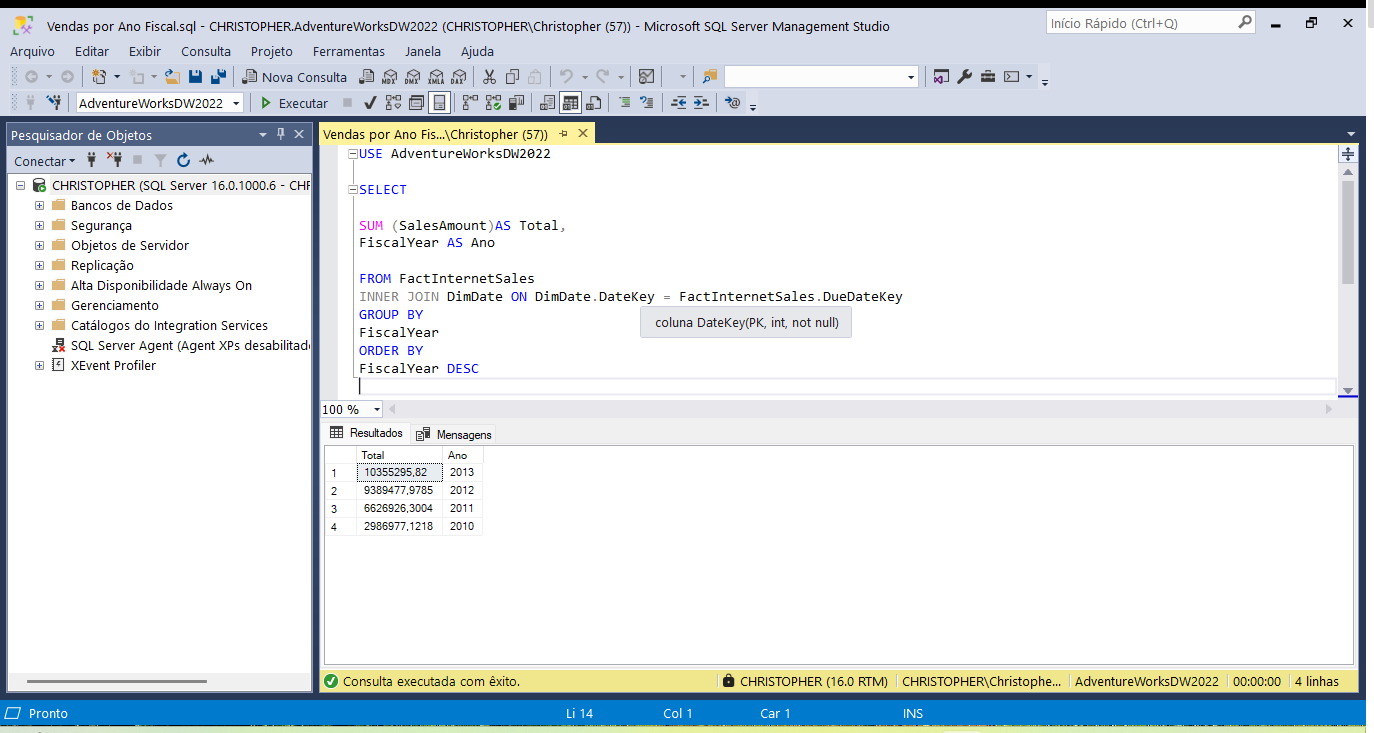 Vendas por Ano Fiscal.sql - CHRISTOPHER.AdventureWorksDW2022 (CHRISTOPHER\Christopher (57)) - Microsoft SQL Server Management Studio
Início Rápido (Ctrl+Q)
Arquivo Editar Exibir Consulta Projeto Ferramentas Janela Ajuda
Nova Consulta MDX DMX XMLA DAX
AdventureWorksDW2022 Executar
Pesquisador de Objetos
Conectar
CHRISTOPHER (SQL Server 16.0.1000.6 - CHR
Bancos de Dados
Segurança
Objetos de Servidor
Replicação
Alta Disponibilidade Always On
Gerenciamento
Catálogos do Integration Services
SQL Server Agent (Agent XPs desabilitado
XEvent Profiler
Vendas por Ano Fis...\Christopher (57))
USE AdventureWorksDW2022
SELECT
SUM (SalesAmount)AS Total,
FiscalYear AS Ano
FROM FactInternetSales
INNER JOIN DimDate ON DimDate.DateKey = FactInternetSales.DueDateKey
GROUP BY
coluna DateKey(PK, int, not null)
FiscalYear
ORDER BY
FiscalYear DESC
100 %
Resultados Mensagens
Total Ano
1 10355295,82 2013
2 9389477,9785 2012
3 6626926,3004 2011
4 2986977,1218 2010
Consulta executada com êxito.
CHRISTOPHER (16.0 RTM) CHRISTOPHER\Christophe... AdventureWorksDW2022 00:00:00 4 linhas
Pronto Li 14 Col 1 Car 1 INS